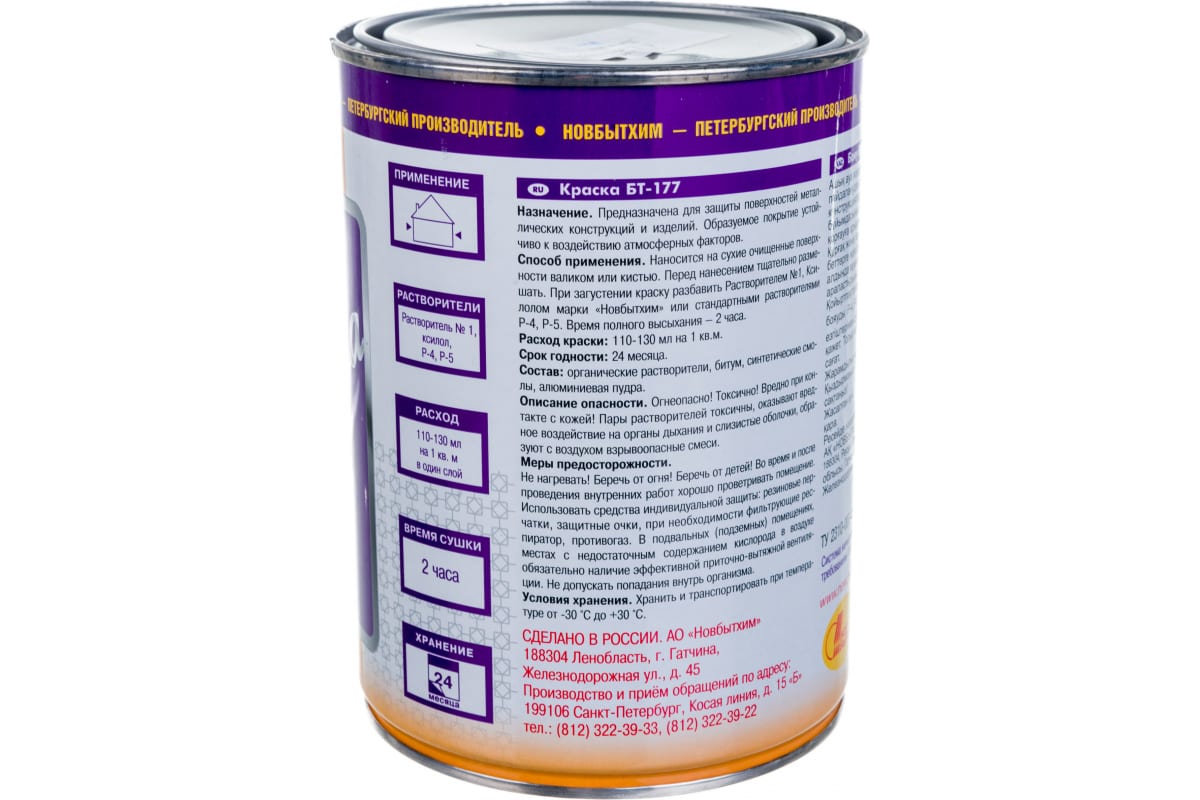 ПЕТЕРБУРГСКИЙ ПРОИЗВОДИТЕЛЬ • НОВБЫТХИМ — ПЕТЕРБУРГСКИЙ ПРОИЗВОДИТЕЛЬ
ПРИМЕНЕНИЕ
РАСТВОРИТЕЛИ
Растворитель № 1,
ксилол,
Р-4, Р-5
РАСХОД
110-130 мл
на 1 кв. м
в один слой
ВРЕМЯ СУШКИ
2 часа
ХРАНЕНИЕ
24
месяца
RU Краска БТ-177
Назначение. Предназначена для защиты поверхностей метал-
лических конструкций и изделий. Образуемое покрытие устой-
чиво к воздействию атмосферных факторов.
Способ применения. Наносится на сухие очищенные поверх-
ности валиком или кистью. Перед нанесением тщательно разме-
шать. При загустении краску разбавить Растворителем №1, Кси-
лолом марки «Новбытхим» или стандартными растворителями
Р-4, Р-5. Время полного высыхания – 2 часа.
Расход краски: 110-130 мл на 1 кв.м.
Срок годности: 24 месяца.
Состав: органические растворители, битум, синтетические смо-
лы, алюминиевая пудра.
Описание опасности. Огнеопасно! Токсично! Вредно при кон-
такте с кожей! Пары растворителей токсичны, оказывают вред-
ное воздействие на органы дыхания и слизистые оболочки, обра-
зуют с воздухом взрывоопасные смеси.
Меры предосторожности.
Не нагревать! Беречь от огня! Беречь от детей! Во время и после
проведения внутренних работ хорошо проветривать помещение.
Использовать средства индивидуальной защиты: резиновые пер-
чатки, защитные очки, при необходимости фильтрующие рес-
пиратор, противогаз. В подвальных (подземных) помещениях,
местах с недостаточным содержанием кислорода в воздухе
обязательно наличие эффективной приточно-вытяжной вентиля-
ции. Не допускать попадания внутрь организма.
Условия хранения. Хранить и транспортировать при темпера-
туре от -30 °С до +30 °С.
СДЕЛАНО В РОССИИ. АО «Новбытхим»
188304 Ленобласть, г. Гатчина,
Железнодорожная ул., д. 45
Производство и приём обращений по адресу:
199106 Санкт-Петербург, Косая линия, д. 15 «Б»
тел.: (812) 322-39-33, (812) 322-39-22